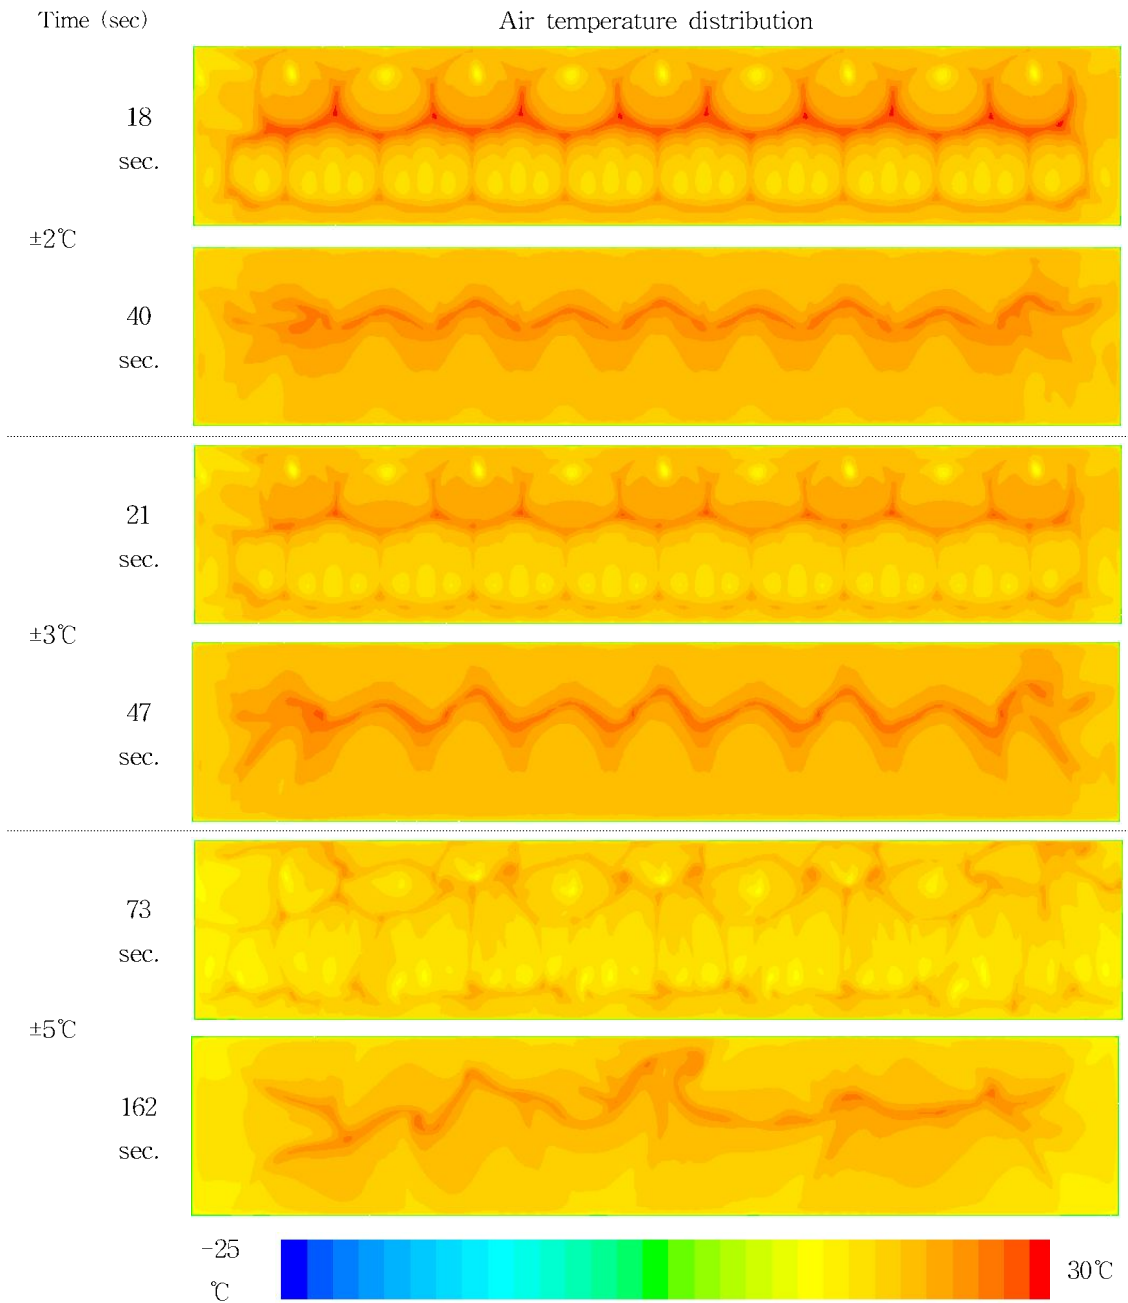 Time (sec)
Air temperature distribution
18
sec.
±2℃
40
sec.
21
sec.
±3℃
47
sec.
73
sec.
±5℃
162
sec.
-25
℃
30℃